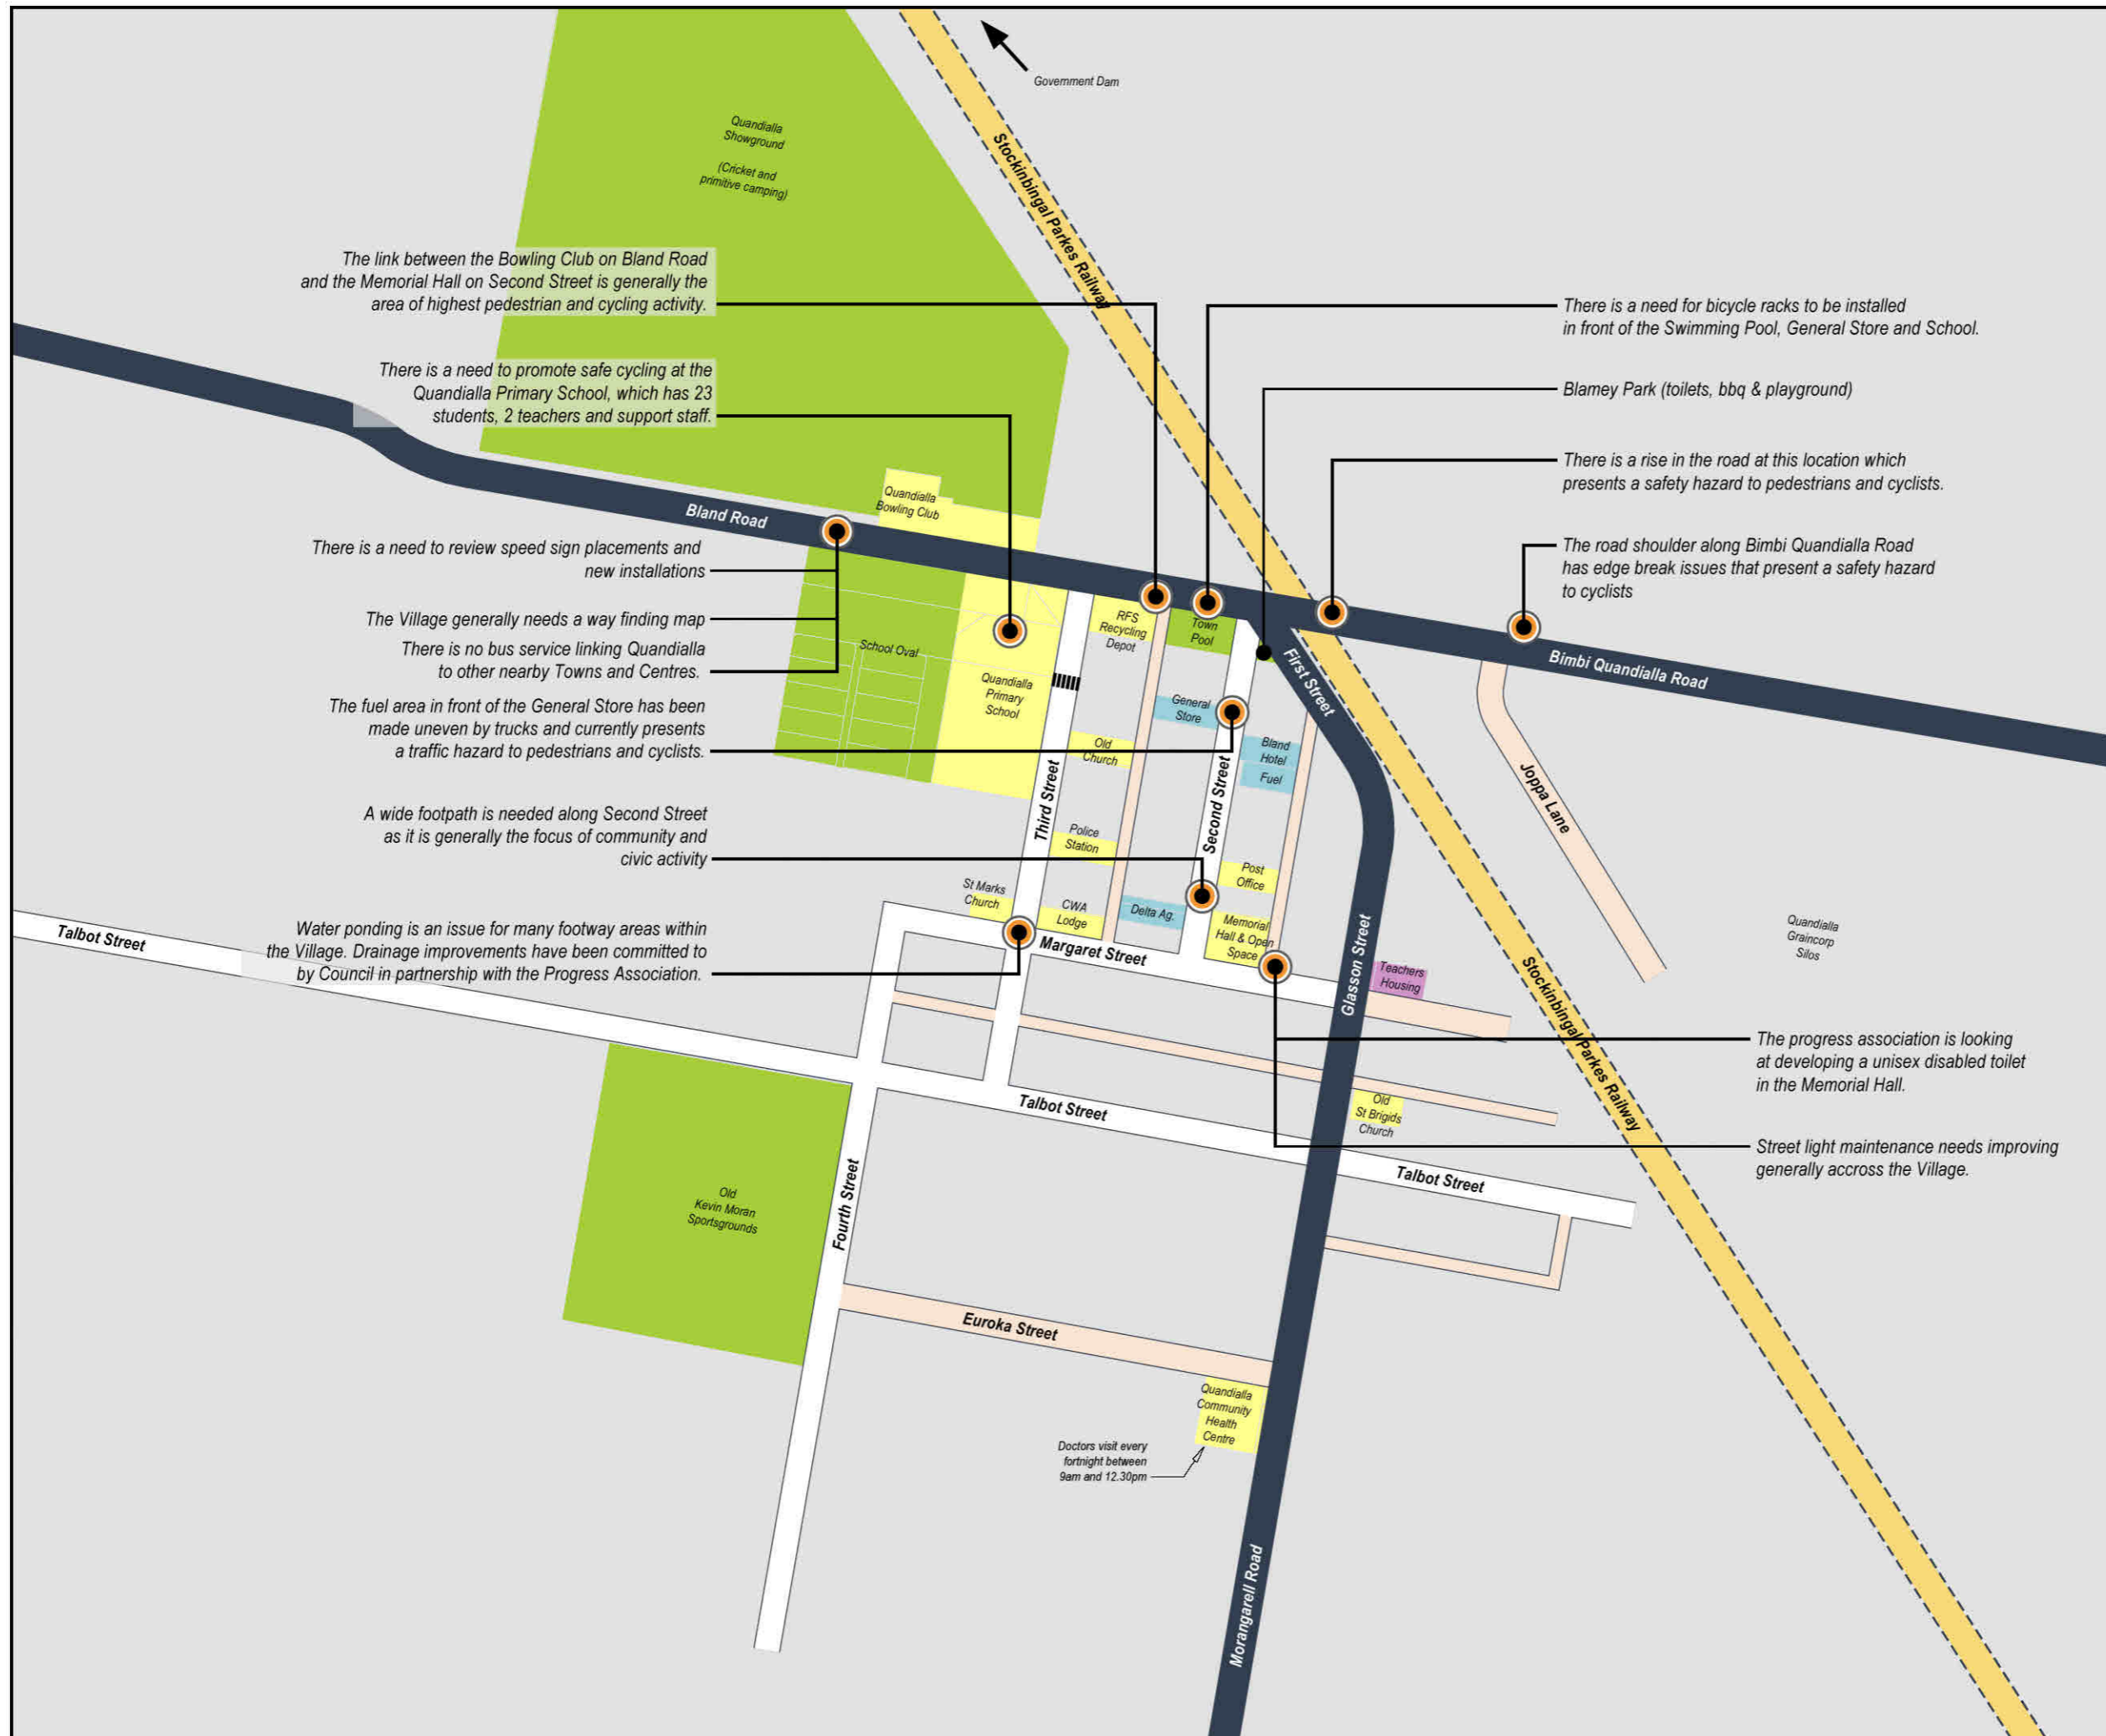 Government Dam
Quandialla
Showground
(Cricket and
primitive camping)
Stockinbingal Parkes Railway
The link between the Bowling Club on Bland Road
and the Memorial Hall on Second Street is generally the
area of highest pedestrian and cycling activity.
There is a need to promote safe cycling at the
Quandialla Primary School, which has 23
students, 2 teachers and support staff.
There is a need for bicycle racks to be installed
in front of the Swimming Pool, General Store and School.
Blamey Park (toilets, bbq & playground)
There is a rise in the road at this location which
presents a safety hazard to pedestrians and cyclists.
The road shoulder along Bimbi Quandialla Road
has edge break issues that present a safety hazard
to cyclists
Quandialla
Bowling Club
Bland Road
There is a need to review speed sign placements and
new installations
The Village generally needs a way finding map
There is no bus service linking Quandialla
to other nearby Towns and Centres.
The fuel area in front of the General Store has been
made uneven by trucks and currently presents
a traffic hazard to pedestrians and cyclists.
A wide footpath is needed along Second Street
as it is generally the focus of community and
civic activity
Water ponding is an issue for many footway areas within
the Village. Drainage improvements have been committed to
by Council in partnership with the Progress Association.
School Oval
Quandialla
Primary
School
RFS
Recycling
Depot
Town
Pool
First Street
Bimbi Quandialla Road
Joppa Lane
General
Store
Bland
Hotel
Fuel
Old
Church
Third Street
Second Street
Police
Station
Post
Office
St Marks
Church
CWA
Lodge
Delta Ag.
Memorial
Hall & Open
Space
Margaret Street
Glasson Street
Teachers
Housing
Quandialla
Graincorp
Silos
Stockinbingal Parkes Railway
Talbot Street
The progress association is looking
at developing a unisex disabled toilet
in the Memorial Hall.
Street light maintenance needs improving
generally accross the Village.
Talbot Street
Old
St Brigids
Church
Talbot Street
Old
Kevin Moran
Sportsgrounds
Fourth Street
Euroka Street
Quandialla
Community
Health
Centre
Doctors visit every
fortnight between
9am and 12.30pm
Morangarell Road